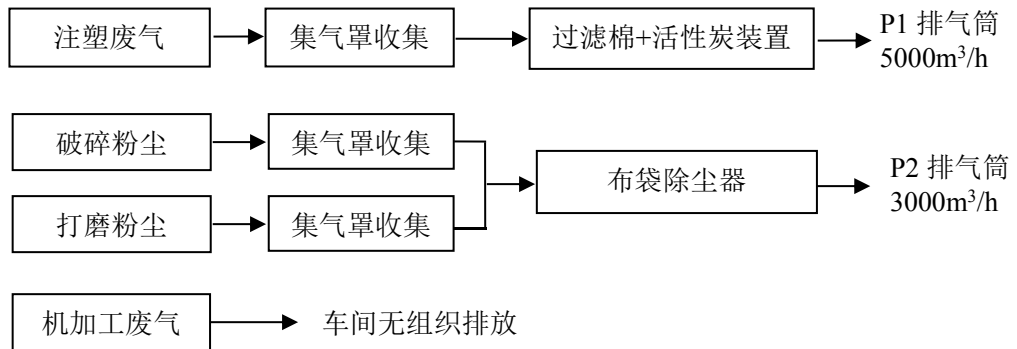 注塑废气
集气罩收集
过滤棉+活性炭装置
P1 排气筒
5000m³/h
破碎粉尘
集气罩收集
布袋除尘器
P2 排气筒
3000m³/h
打磨粉尘
集气罩收集
机加工废气
车间无组织排放